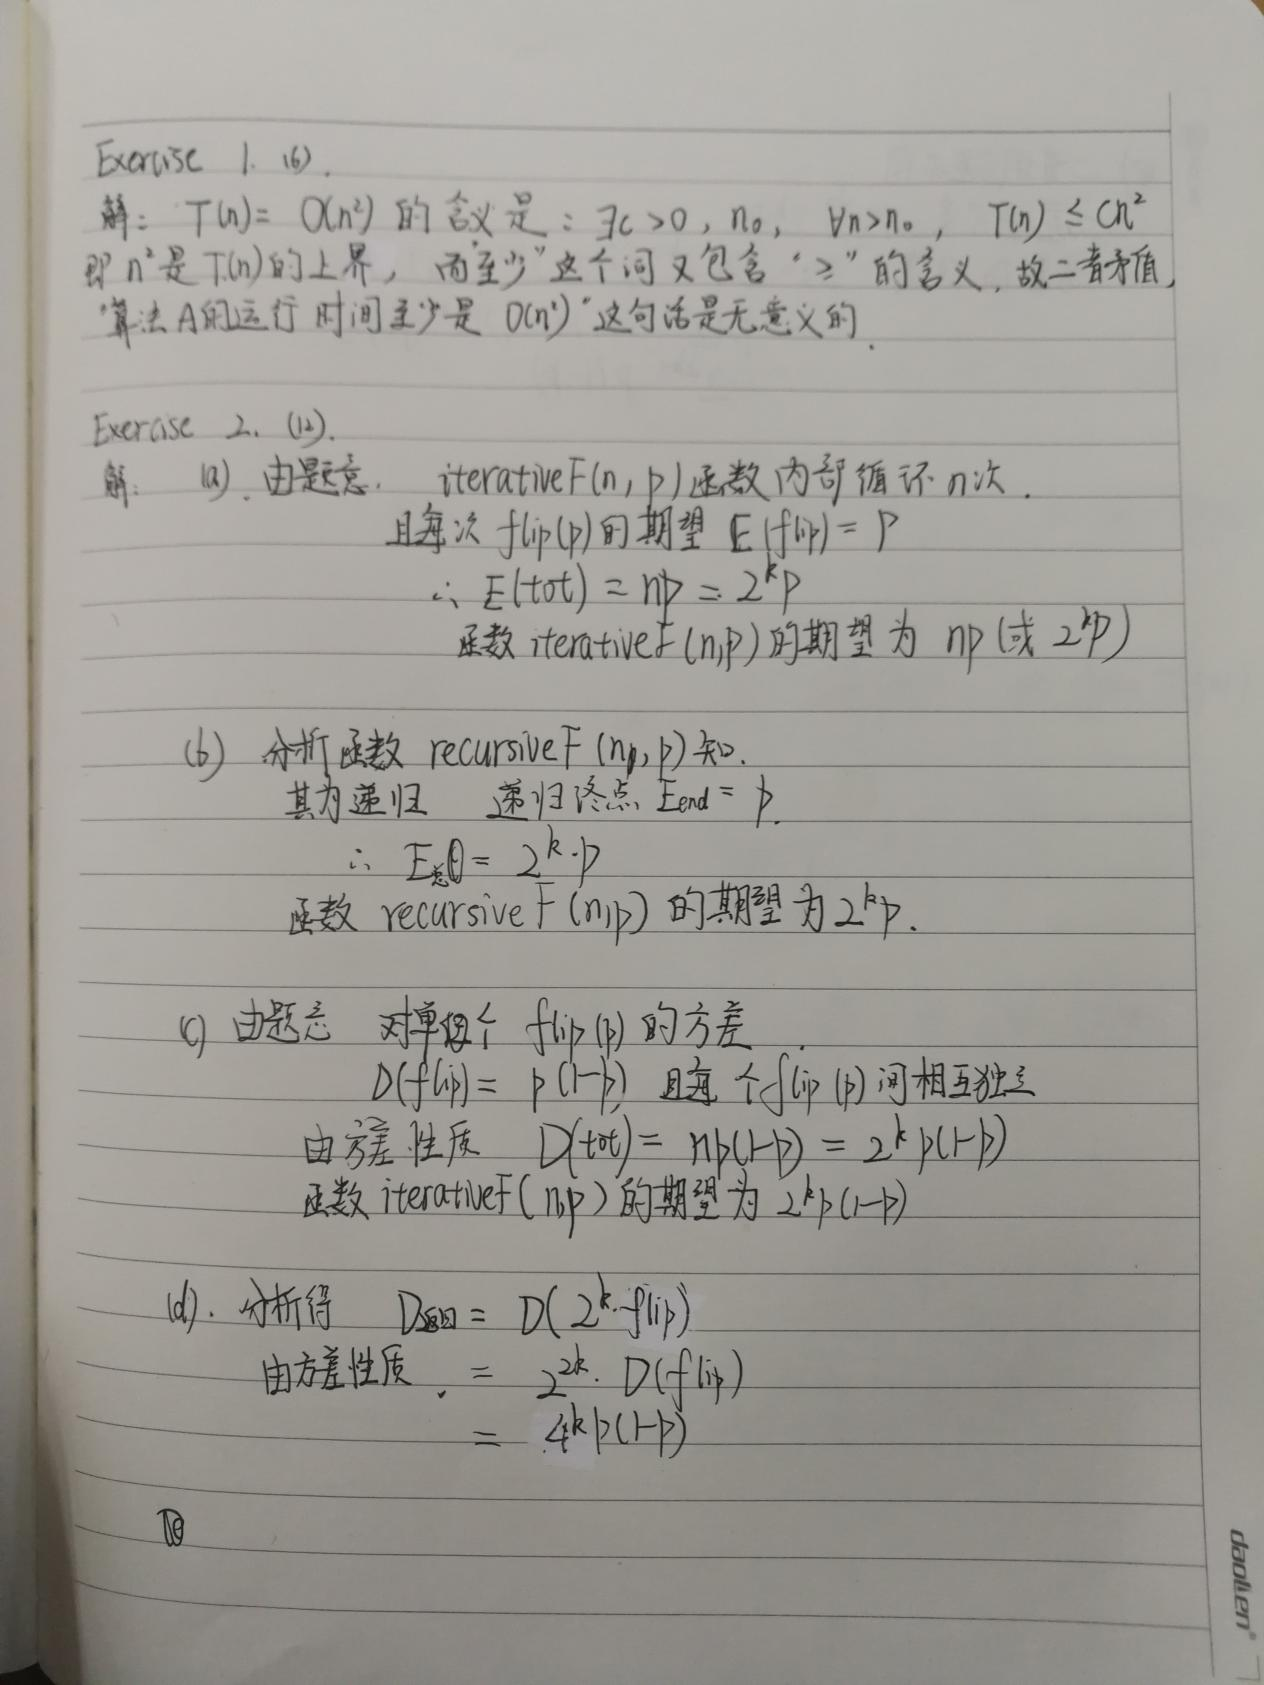 Exercise 1. (6).
解: T(n) = O(n²) 的含义是: ∃c>0, n₀, ∀n>n₀, T(n) ≤ cn²
即 n² 是 T(n) 的上界, 而"至少"这个词又包含"≥"的含义, 故二者矛盾,
"算法A的运行时间至少是 O(n²)"这句话是无意义的.
Exercise 2. (12).
解: (a). 由题意. iterativeF(n, p) 函数内部循环 n次.
且每次 flip(p) 的期望 E(flip) = p
∴ E(tot) = np = 2ᵏp
函数 iterativeF(n,p) 的期望为 np (或 2ᵏp)
(b) 分析函数 recursiveF(n, p) 知.
其为递归 递归终点 Eend = p.
∴ E总 = 2ᵏ·p
函数 recursiveF(n,p) 的期望为 2ᵏp.
(c) 由题意 对单个 flip(p) 的方差.
D(flip) = p(1-p) 且每个 flip(p) 间相互独立
由方差性质 D(tot) = np(1-p) = 2ᵏp(1-p)
函数 iterativeF(n,p) 的期望为 2ᵏp(1-p)
(d). 分析得 D = D(2ᵏ·flip)
由方差性质. = 2²ᵏ· D(flip)
= 4ᵏp(1-p)
daolien®